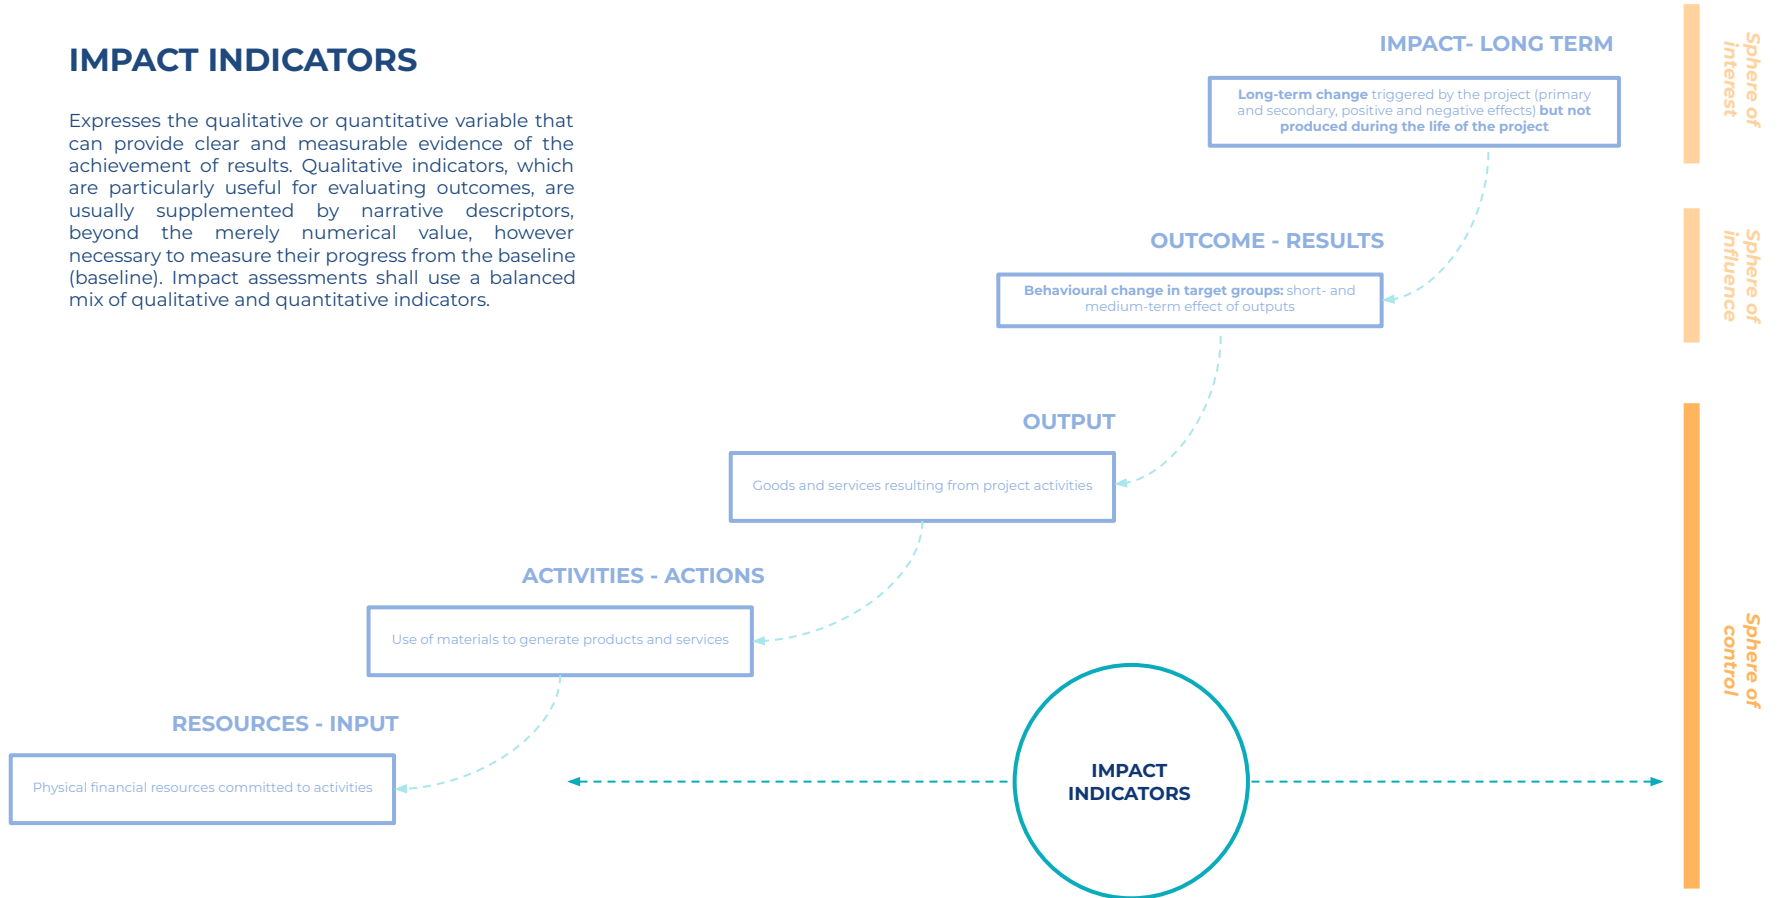 IMPACT INDICATORS
Expresses the qualitative or quantitative variable that
can provide clear and measurable evidence of the
achievement of results. Qualitative indicators, which
are particularly useful for evaluating outcomes, are
usually supplemented by narrative descriptors,
beyond the merely numerical value, however
necessary to measure their progress from the baseline
(baseline). Impact assessments shall use a balanced
mix of qualitative and quantitative indicators.
IMPACT- LONG TERM
Long-term change triggered by the project (primary
and secondary, positive and negative effects) but not
produced during the life of the project
Sphere of
interest
OUTCOME - RESULTS
Behavioural change in target groups: short- and
medium-term effect of outputs
Sphere of
influence
OUTPUT
Goods and services resulting from project activities
ACTIVITIES - ACTIONS
Use of materials to generate products and services
Sphere of
control
RESOURCES - INPUT
Physical financial resources committed to activities
IMPACT
INDICATORS